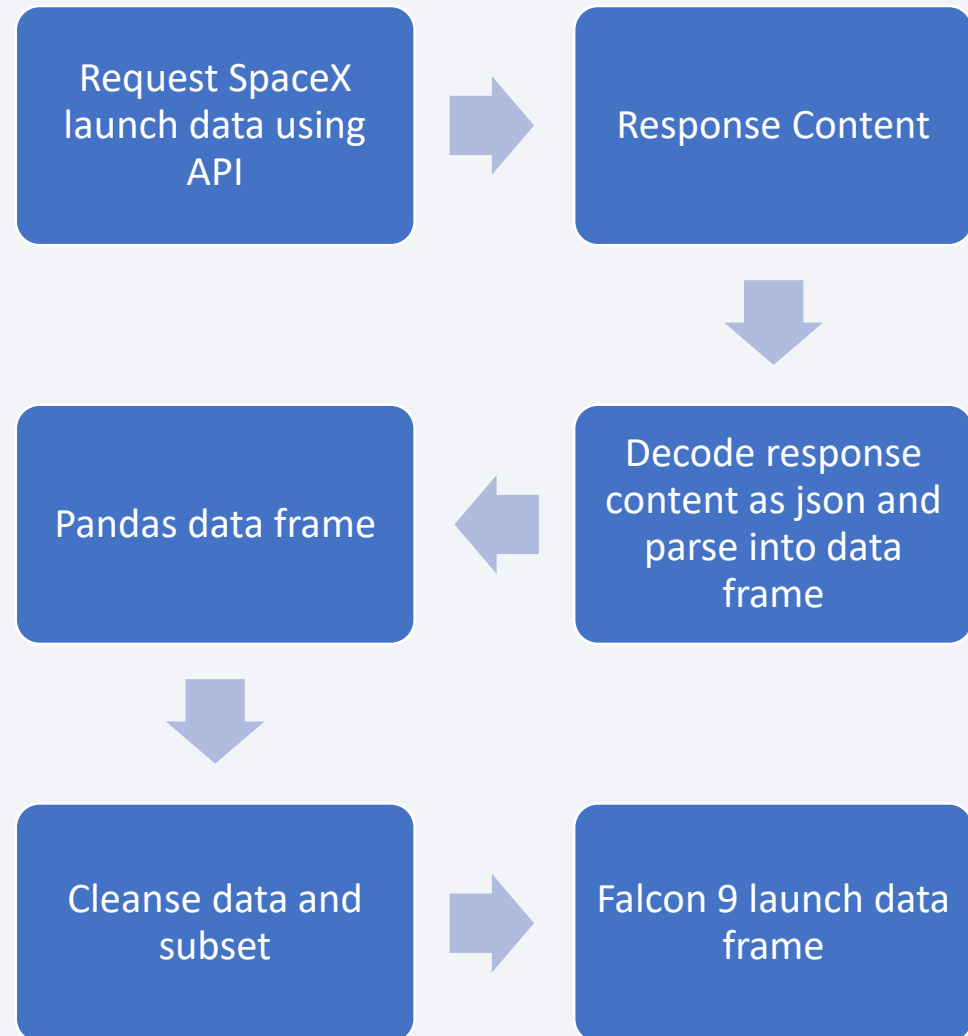 Request SpaceX
launch data using
API
Response Content
Decode response
content as json and
parse into data
frame
Pandas data frame
Cleanse data and
subset
Falcon 9 launch data
frame